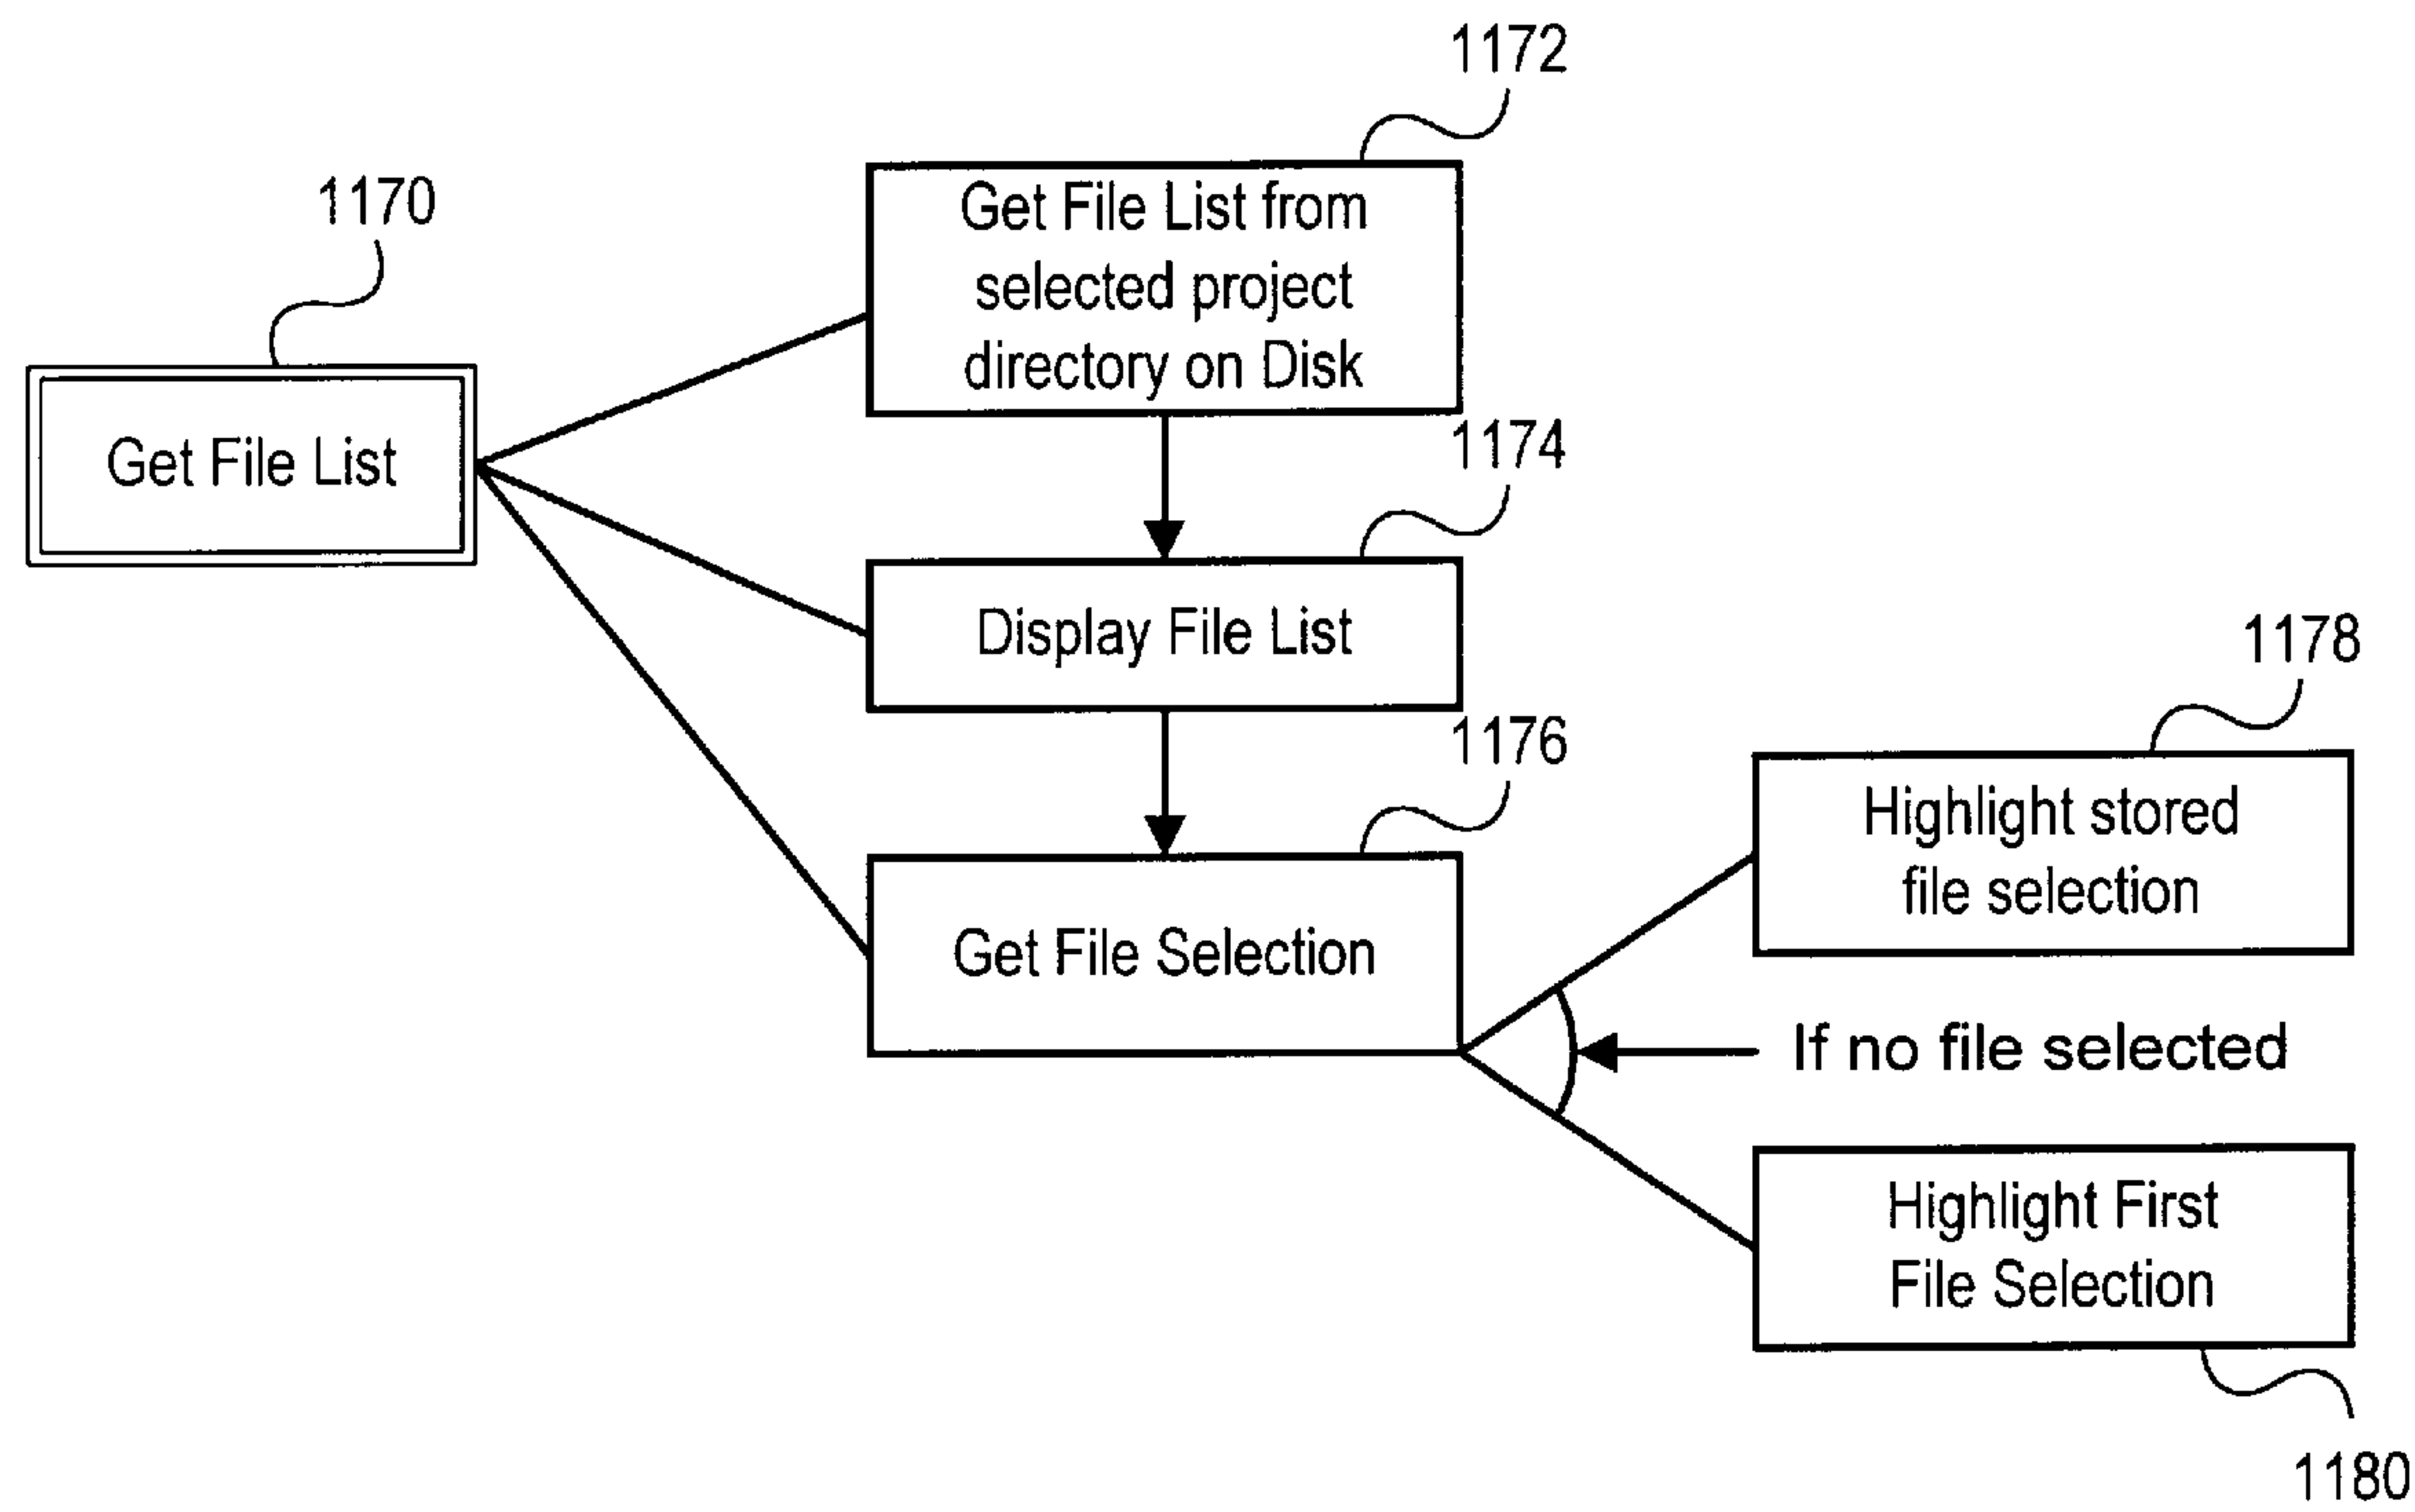 1172
1170
Get File List from
selected project
directory on Disk
Get File List
1174
Display File List
1178
1176
Highlight stored
file selection
Get File Selection
If no file selected
Highlight First
File Selection
1180